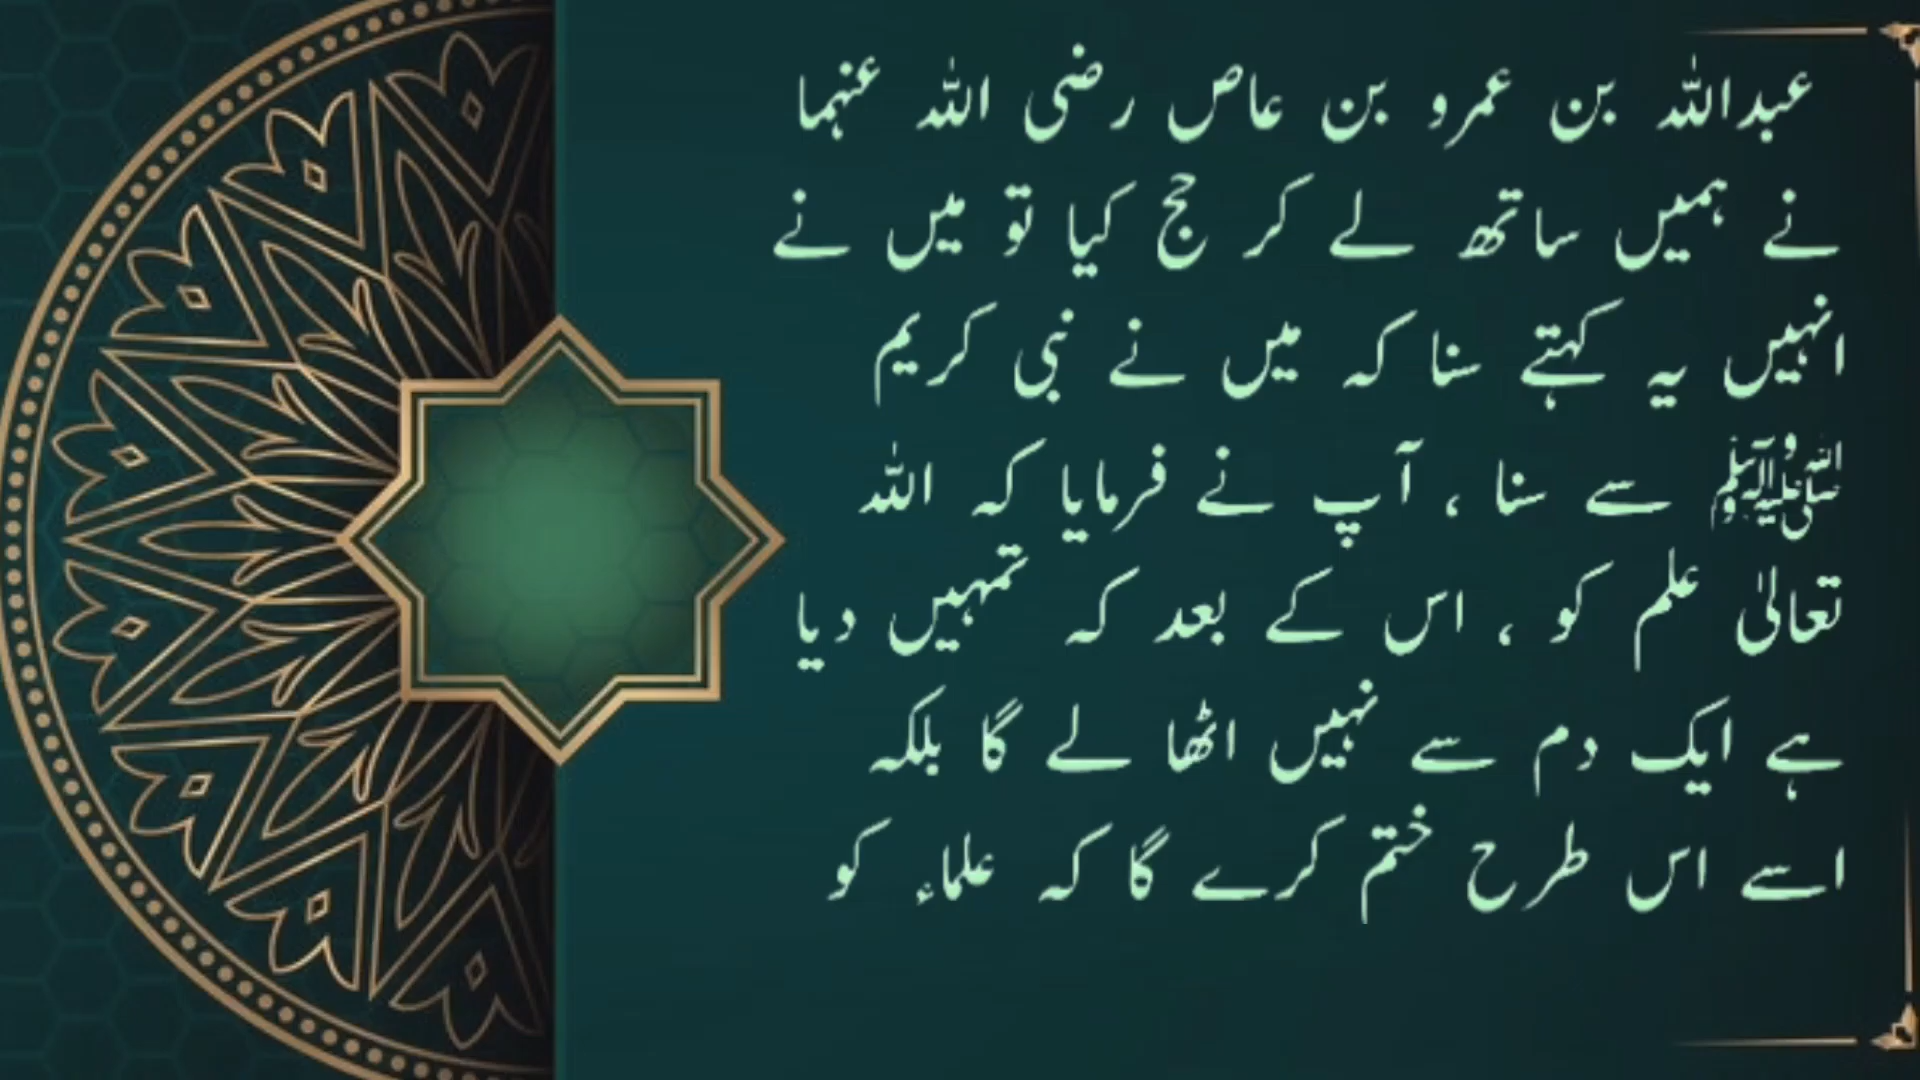 عبداللہ بن عمرو بن عاص رضی اللہ عنہما
نے ہمیں ساتھ لے کر حج کیا تو میں نے
انہیں یہ کہتے سنا کہ میں نے نبی کریم
ﷺ سے سنا ، آپ نے فرمایا کہ اللہ
تعالیٰ علم کو ، اس کے بعد کہ تمہیں دیا
ہے ایک دم سے نہیں اٹھا لے گا بلکہ
اسے اس طرح ختم کرے گا کہ علماء کو